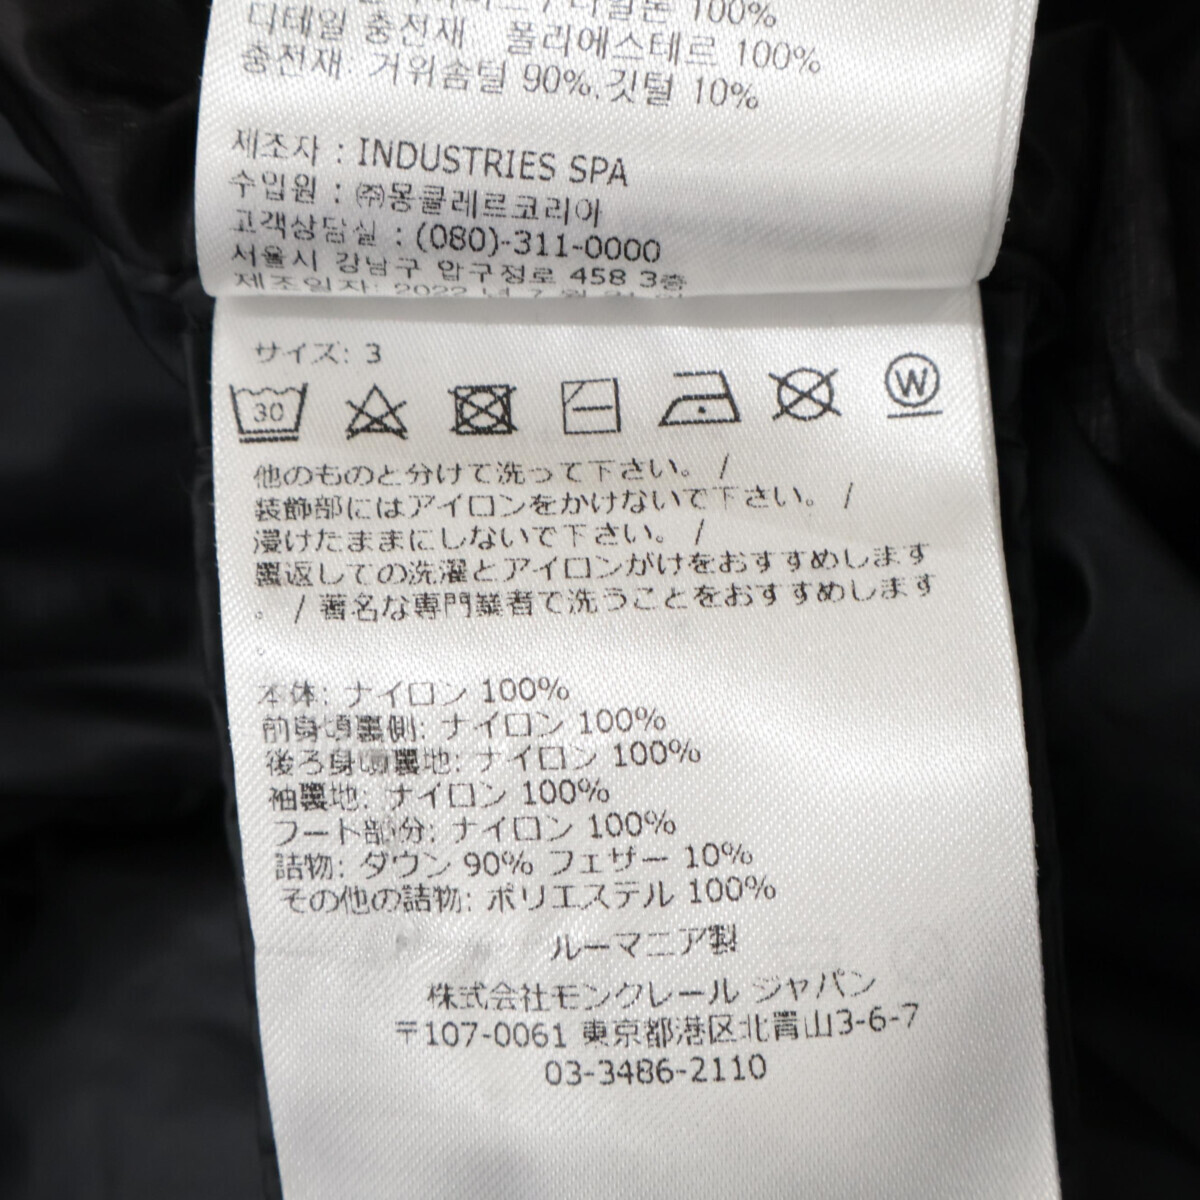 100%
디테일 충전재 폴리에스테르 100%
충전재: 거위솜털 90%, 깃털 10%
제조자 : INDUSTRIES SPA
수입원 : ㈜몽클레르코리아
고객상담실 : (080)-311-0000
서울시 강남구 압구정로 458 3층
제조일자: 2022 년 7 월
サイズ: 3
30
W
他のものと分けて洗って下さい。 /
装飾部にはアイロンをかけないで下さい。 /
浸けたままにしないで下さい。 /
裏返しての洗濯とアイロンがけをおすすめします
。 / 著名な専門業者で洗うことをおすすめします
。
本体: ナイロン 100%
前身頃裏側: ナイロン 100%
後ろ身頃裏地: ナイロン 100%
袖裏地: ナイロン 100%
フード部分: ナイロン 100%
詰物: ダウン 90% フェザー 10%
その他の詰物: ポリエステル 100%
ルーマニア製
株式会社モンクレール ジャパン
〒107-0061 東京都港区北青山3-6-7
03-3486-2110